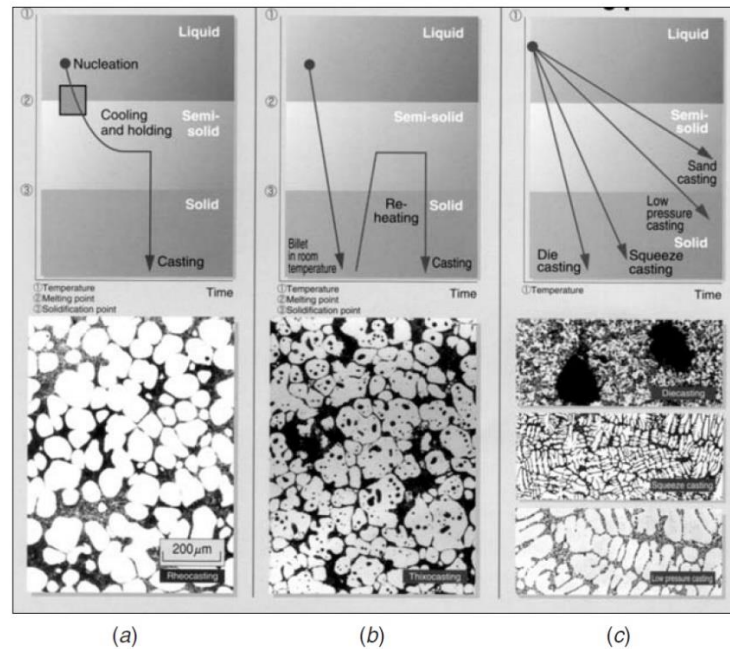 ①
Liquid
Nucleation
②
Cooling
and holding
Semi-
solid
③
Solid
Casting
①Temperature
②Melting point
③Solidification point
Time
200 μm
Rheocasting
(a)
①
Liquid
②
Semi-solid
③
Solid
Re-
heating
Billet
in room
temperature
Casting
①Temperature
②Melting point
③Solidification point
Time
Thixocasting
(b)
①
Liquid
Semi-
solid
Sand
casting
Low
pressure
casting
Solid
Die
casting
Squeeze
casting
①Temperature
Time
Diecasting
Squeeze casting
Low pressure casting
(c)